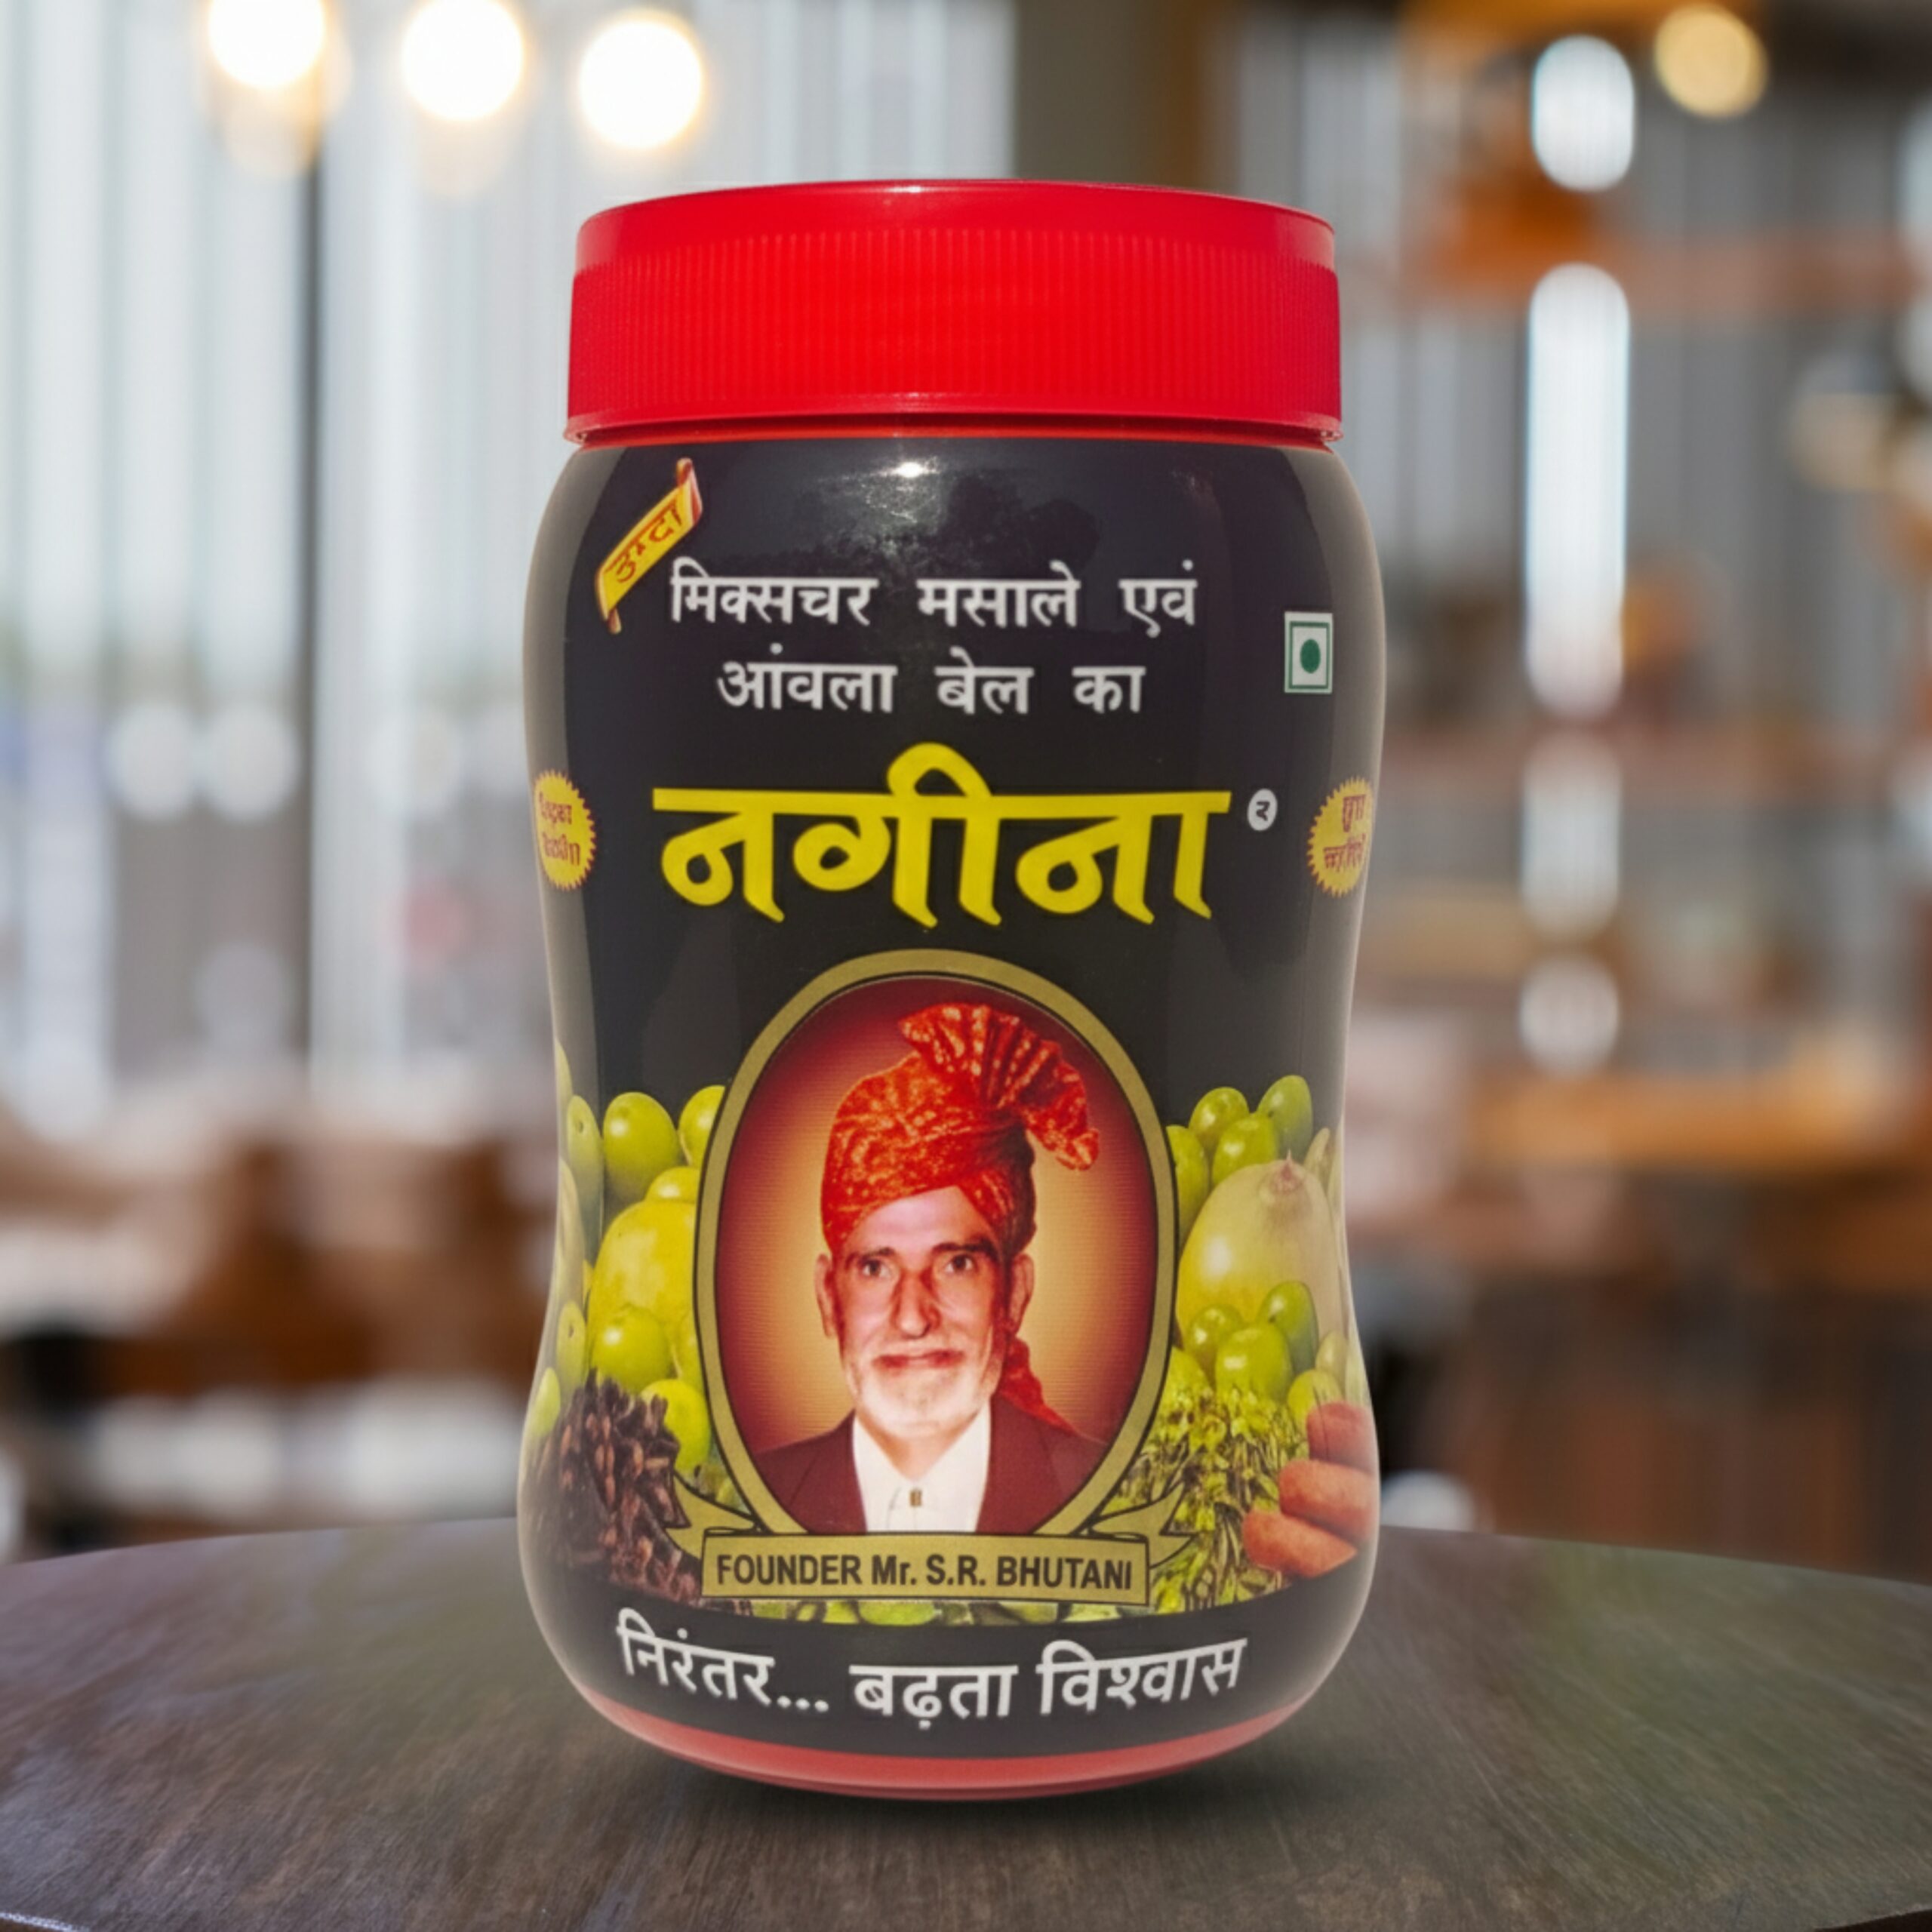 उम्दा
मिक्सचर मसाले एवं
आंवला बेल का
नगीना
FOUNDER Mr. S.R. BHUTANI
निरंतर... बढ़ता विश्वास